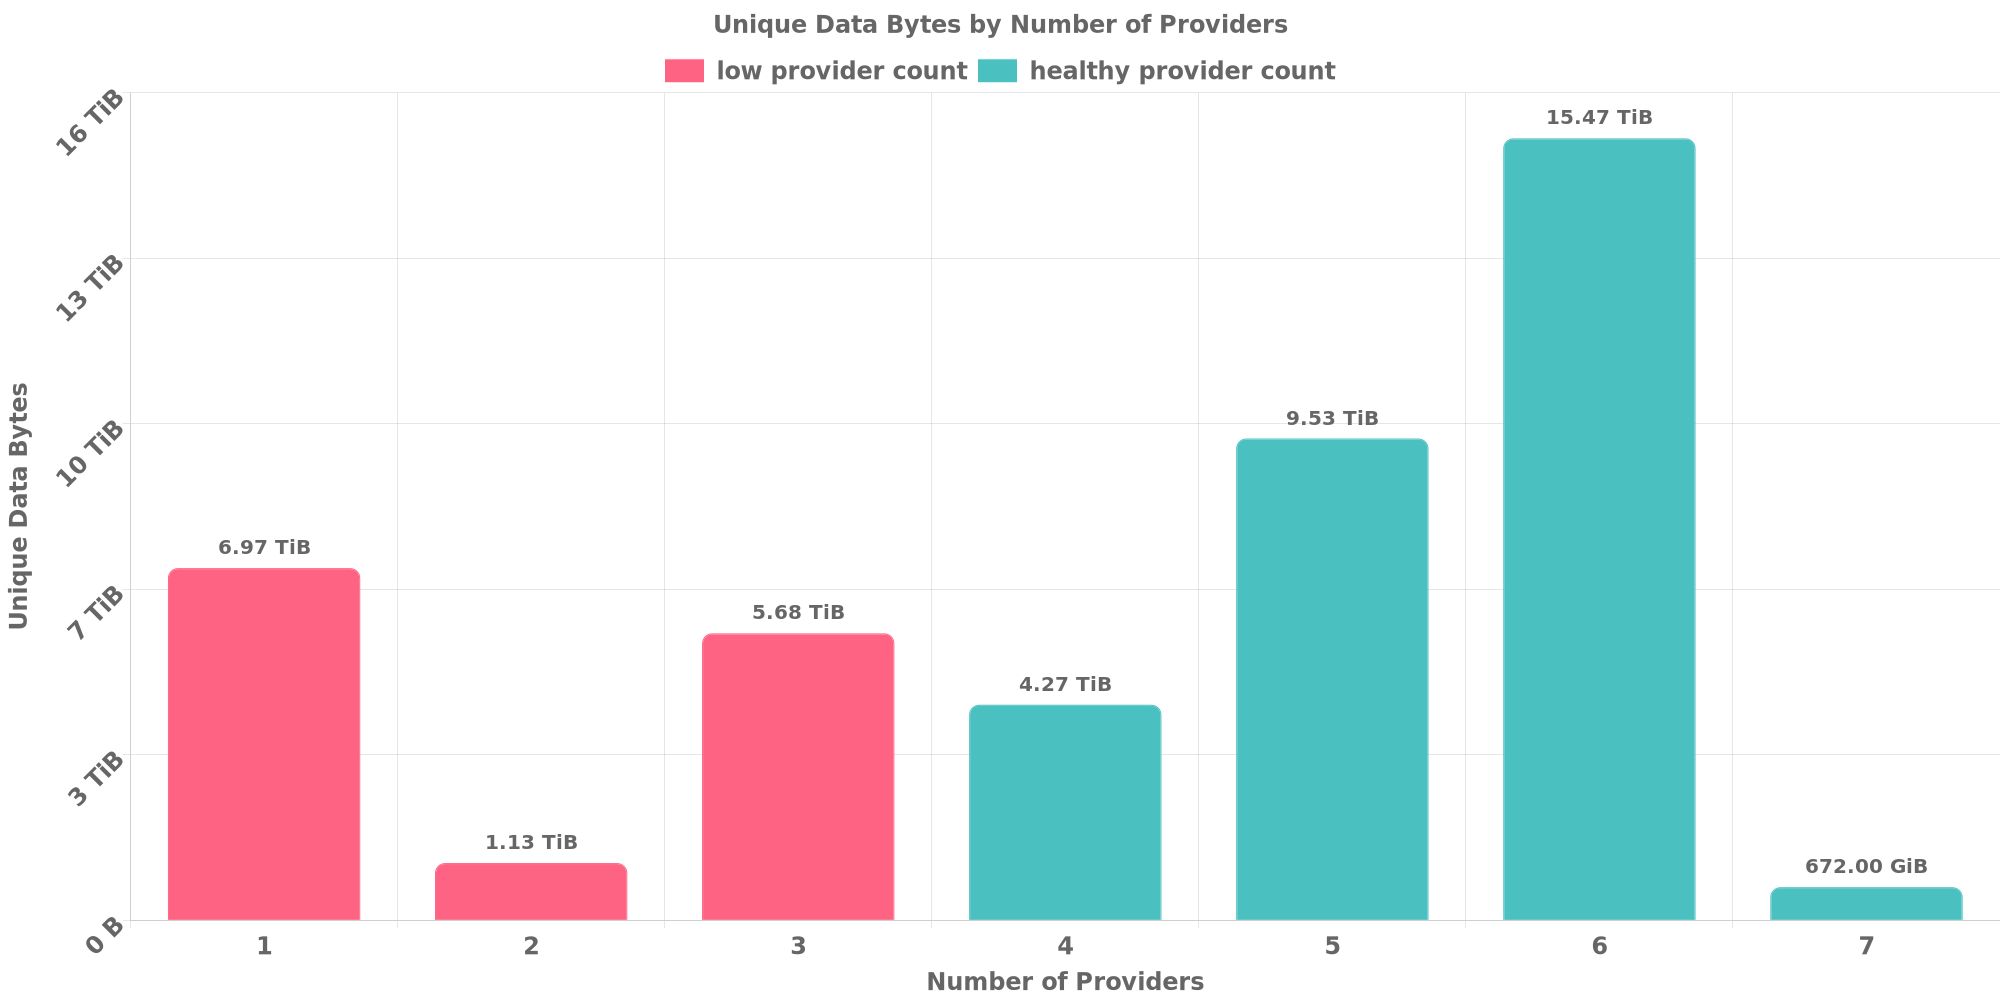 Unique Data Bytes by Number of Providers
low provider count
healthy provider count
Unique Data Bytes
16 TiB
13 TiB
10 TiB
7 TiB
3 TiB
0 B
6.97 TiB
1.13 TiB
5.68 TiB
4.27 TiB
9.53 TiB
15.47 TiB
672.00 GiB
1
2
3
4
5
6
7
Number of Providers